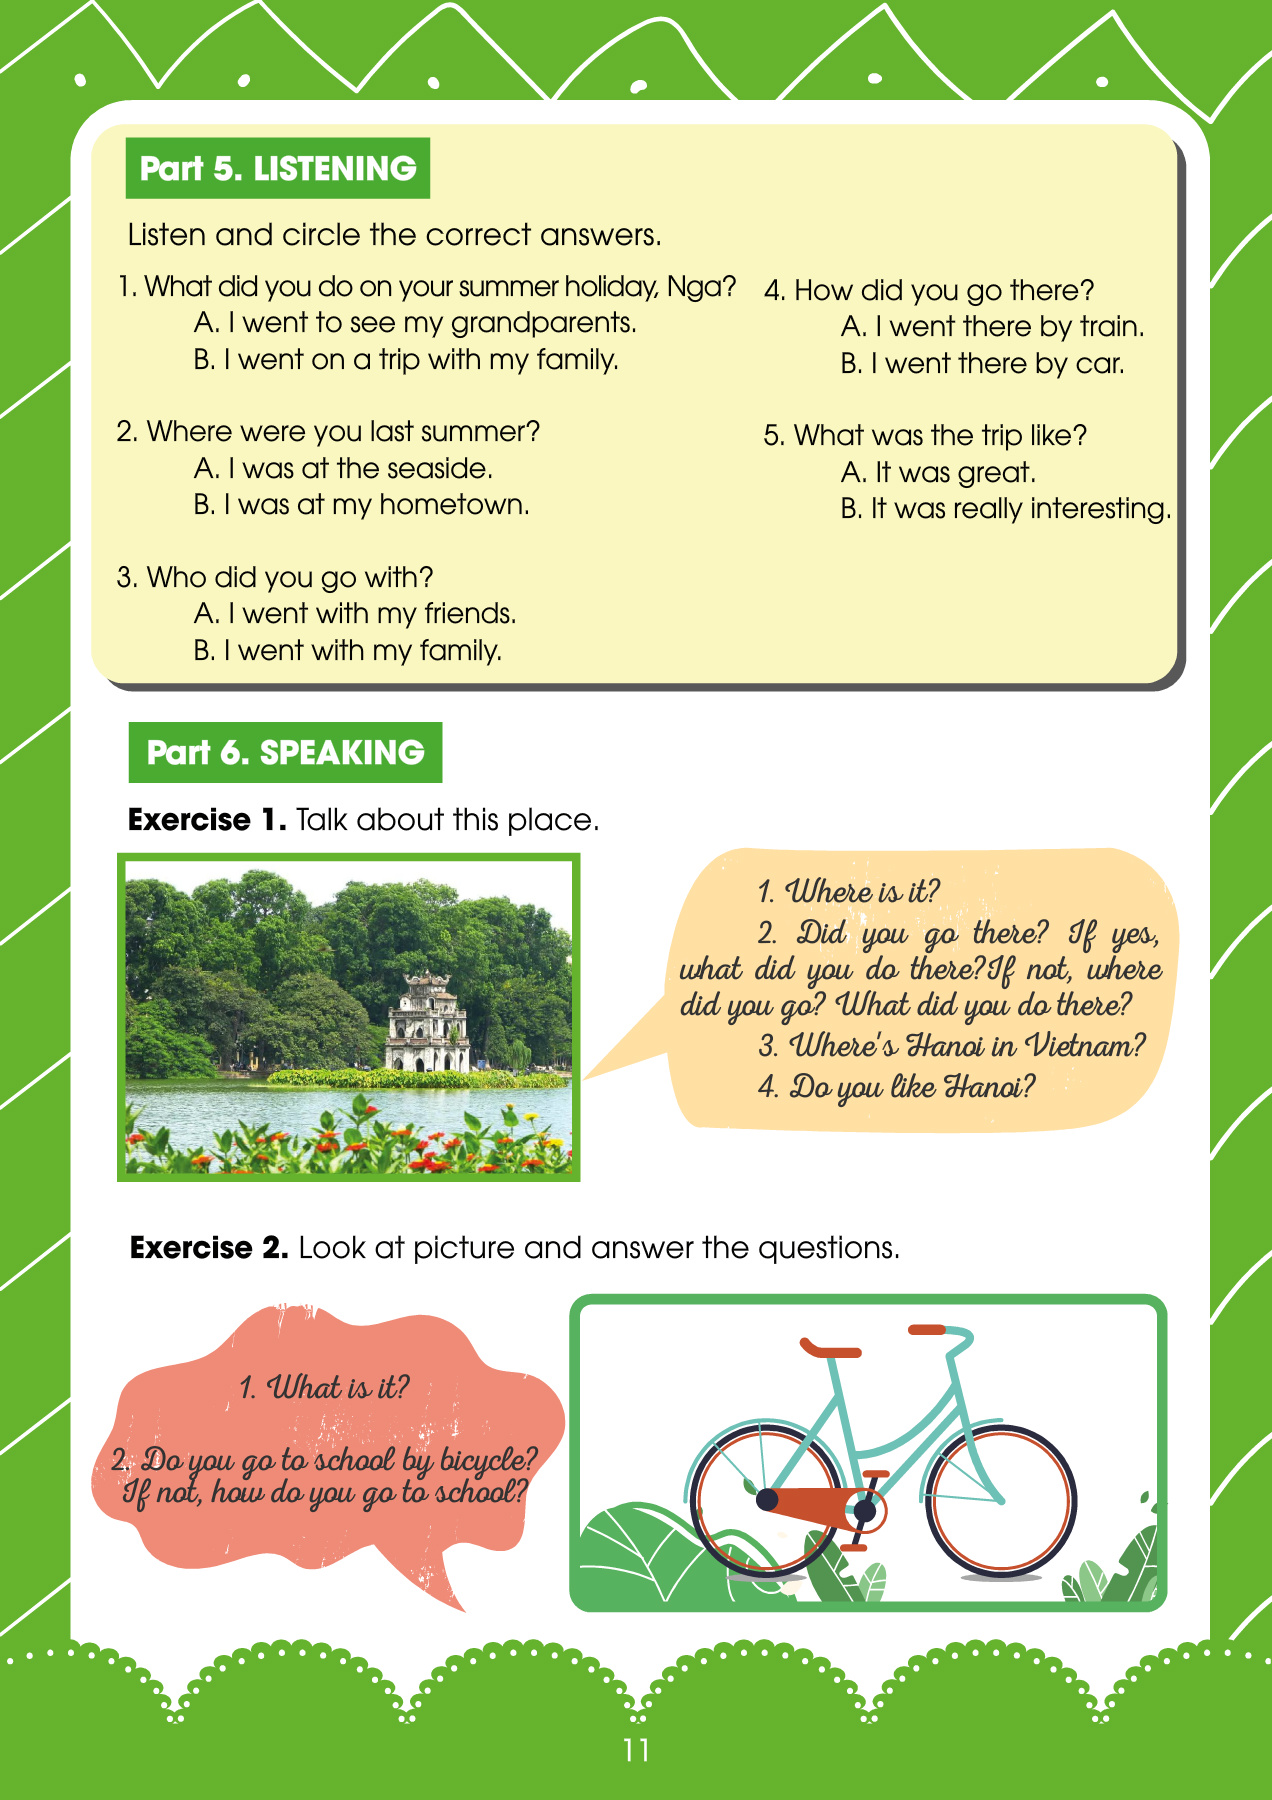 Part 5. LISTENING
Listen and circle the correct answers.
1. What did you do on your summer holiday, Nga?
A. I went to see my grandparents.
B. I went on a trip with my family.
2. Where were you last summer?
A. I was at the seaside.
B. I was at my hometown.
3. Who did you go with?
A. I went with my friends.
B. I went with my family.
4. How did you go there?
A. I went there by train.
B. I went there by car.
5. What was the trip like?
A. It was great.
B. It was really interesting.
Part 6. SPEAKING
Exercise 1. Talk about this place.
1. Where is it?
2. Did you go there? If yes,
what did you do there?If not, where
did you go? What did you do there?
3. Where's Hanoi in Vietnam?
4. Do you like Hanoi?
Exercise 2. Look at picture and answer the questions.
1. What is it?
2. Do you go to school by bicycle?
If not, how do you go to school?
11